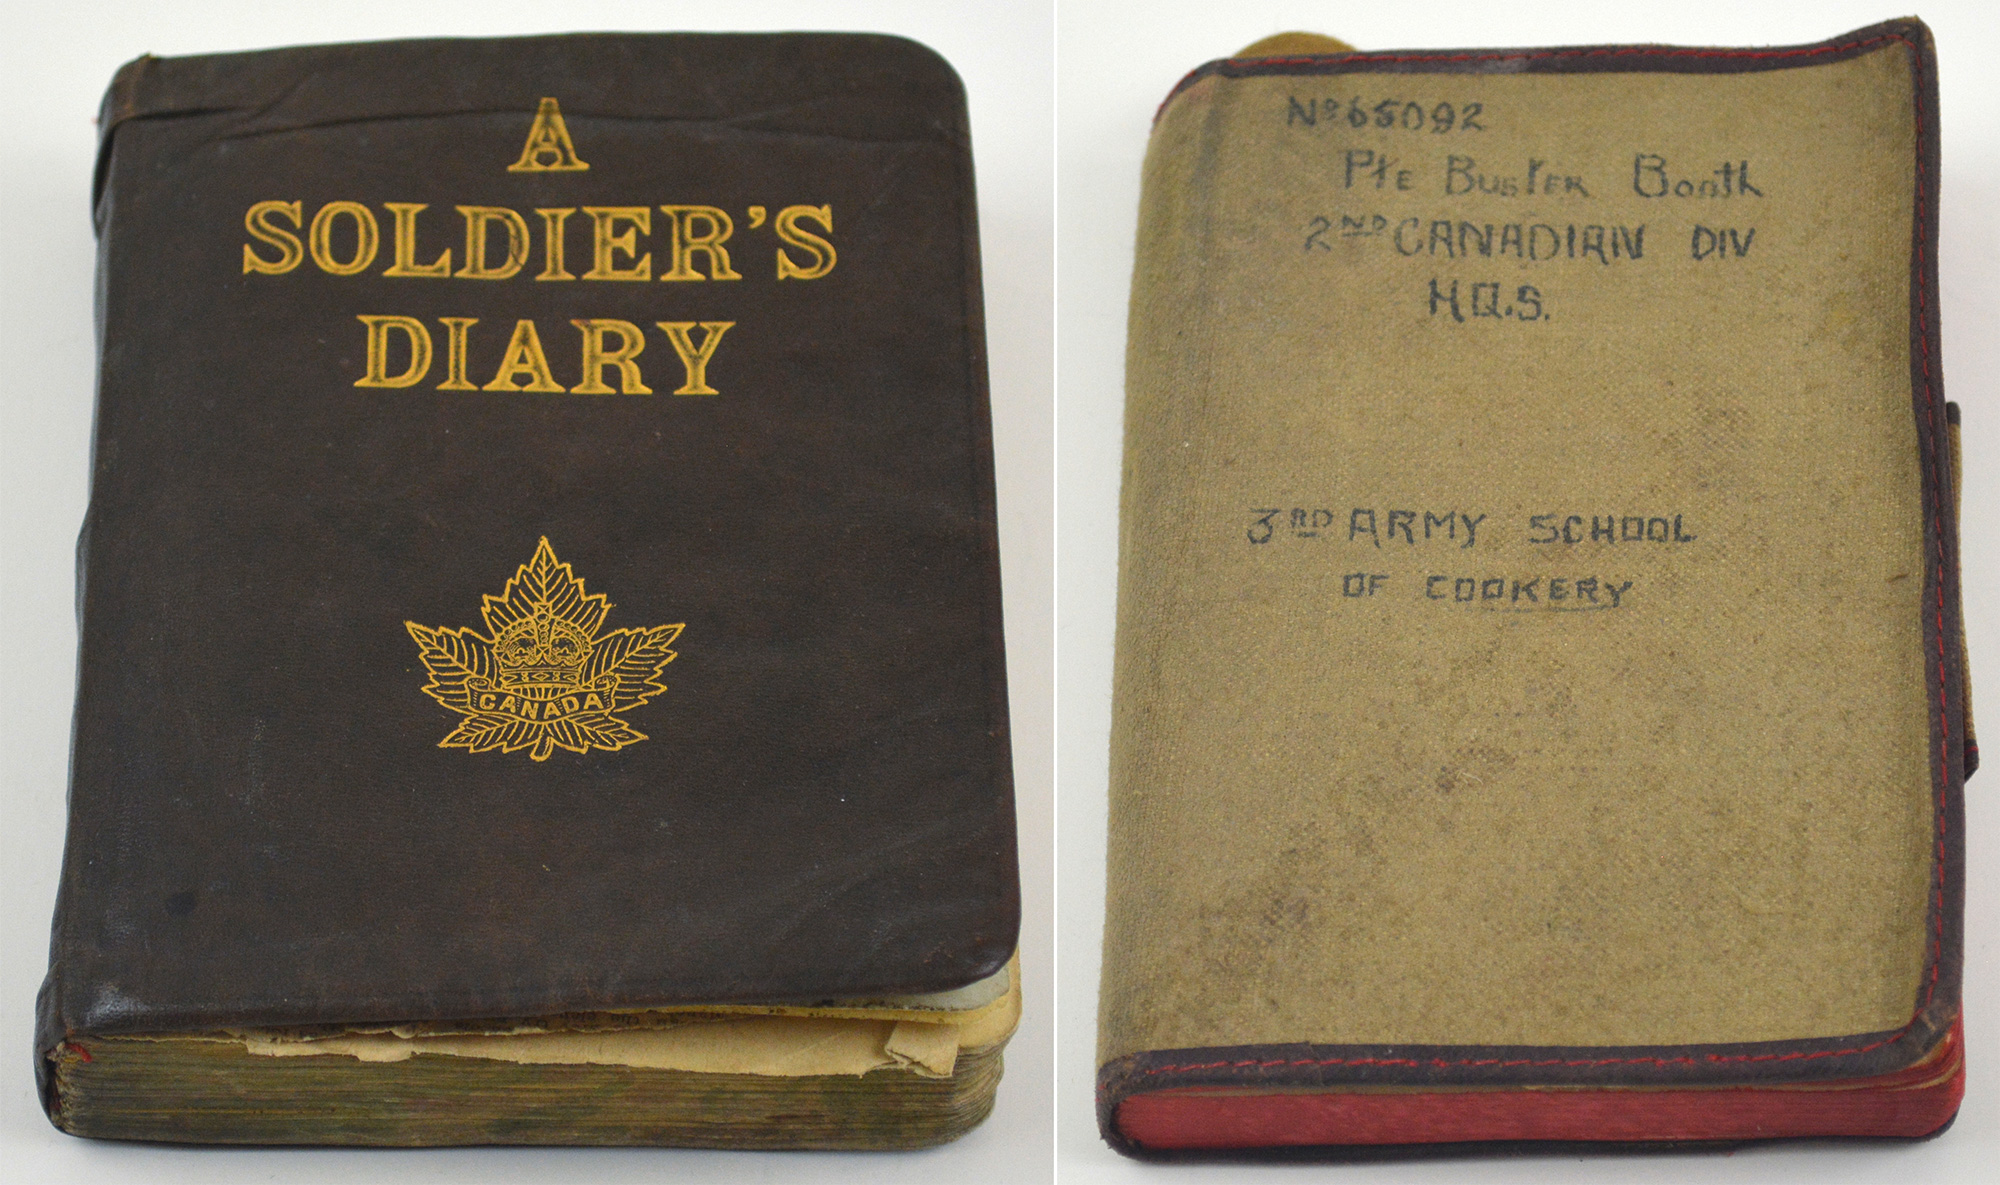 A
SOLDIER'S
DIARY
CANADA
No 65092
Pte Buster Booth
2ND CANADIAN DIV
H.Q.S.
3RD ARMY SCHOOL
OF COOKERY